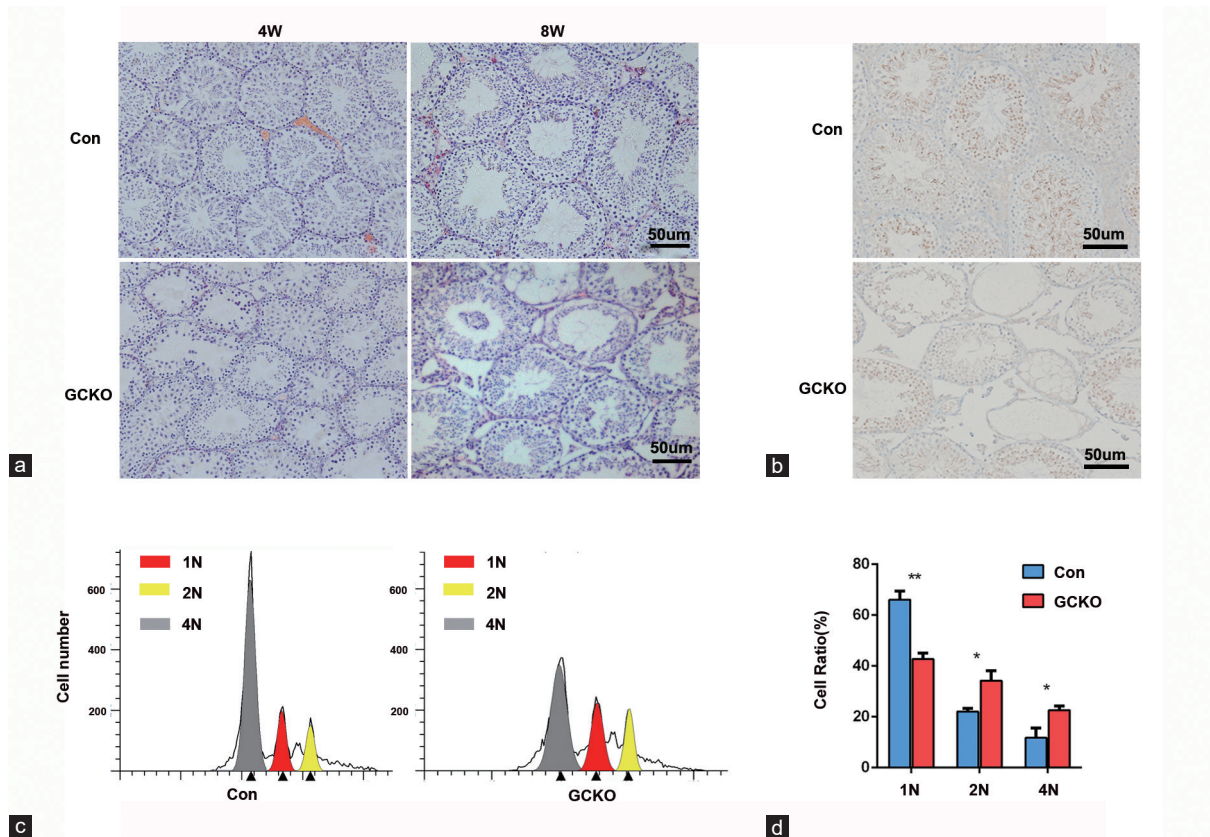 4W
8W
Con
50um
GCKO
50um
a
Con
50um
GCKO
50um
b
Cell number
600
400
200
1N
2N
4N
Con
600
400
200
1N
2N
4N
GCKO
c
Cell Ratio(%)
80
60
40
20
0
**
*
*
Con
GCKO
1N
2N
4N
d